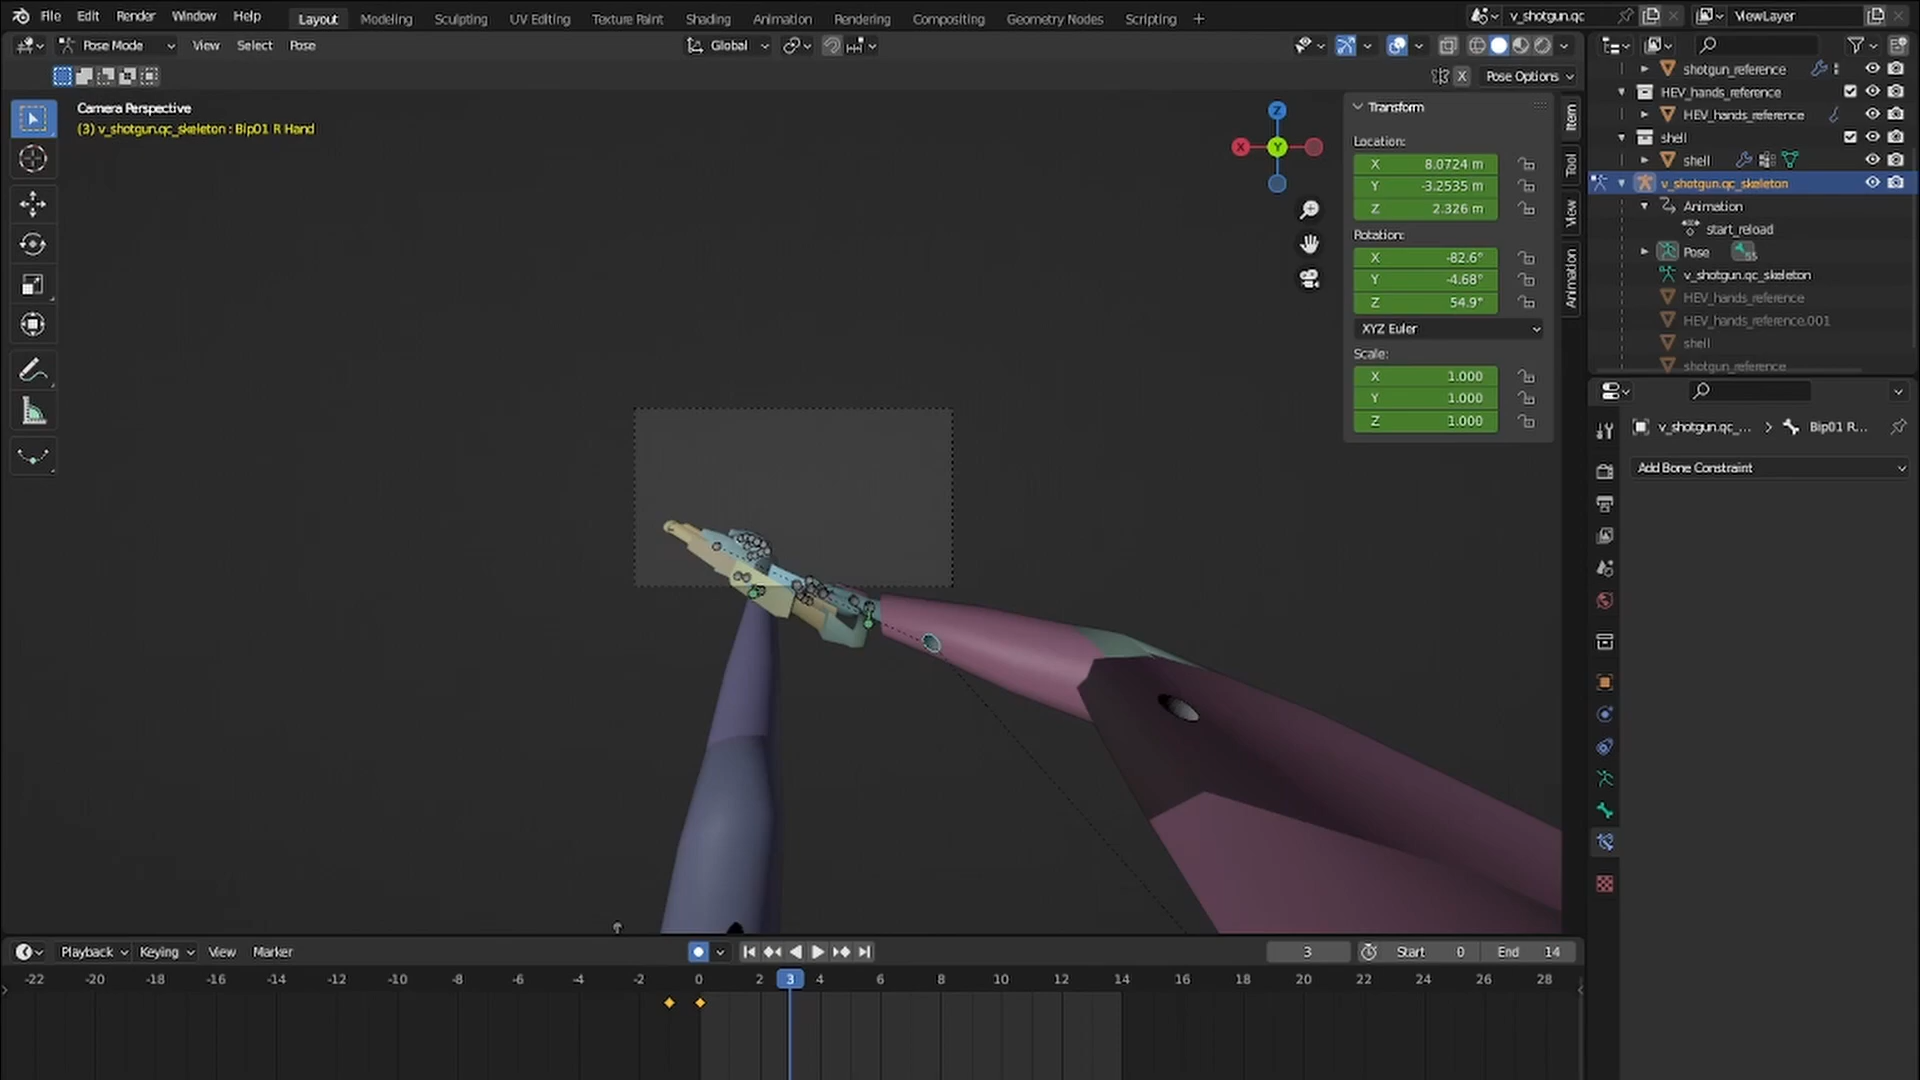 File Edit Render Window Help
Layout Modeling Sculpting UV Editing Texture Paint Shading Animation Rendering Compositing Geometry Nodes Scripting +
v_shotgun.qc
ViewLayer
Pose Mode View Select Pose
Global
X Pose Options
Camera Perspective
(3) v_shotgun.qc_skeleton : Bip01 R Hand
Z
X
Y
Transform
Location:
X 8.0724 m
Y -3.2535 m
Z 2.326 m
Rotation:
X -82.6°
Y -4.68°
Z 54.9°
XYZ Euler
Scale:
X 1.000
Y 1.000
Z 1.000
Item
Tool
View
Animation
shotgun_reference
HEV_hands_reference
HEV_hands_reference
shell
shell
v_shotgun.qc_skeleton
Animation
start_reload
Pose 55
v_shotgun.qc_skeleton
HEV_hands_reference
HEV_hands_reference.001
shell
shotgun_reference
v_shotgun.qc_... Bip01 R...
Add Bone Constraint
Playback Keying View Marker
3 Start 0 End 14
-22 -20 -18 -16 -14 -12 -10 -8 -6 -4 -2 0 2 3 4 6 8 10 12 14 16 18 20 22 24 26 28